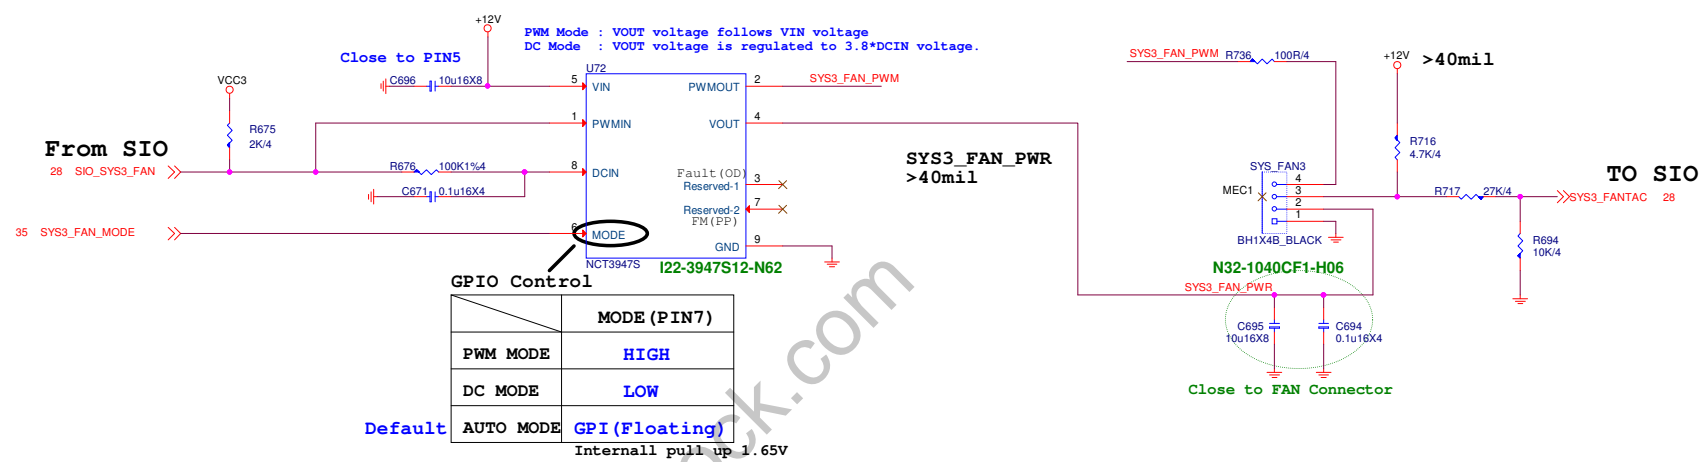 +12V
PWM Mode : VOUT voltage follows VIN voltage
DC Mode : VOUT voltage is regulated to 3.8*DCIN voltage.
Close to PIN5
VCC3
C696 10u16X8
R675
2K/4
From SIO
28 SIO_SYS3_FAN
R676 100K1%4
C671 0.1u16X4
35 SYS3_FAN_MODE
U72
5 VIN
1 PWMIN
8 DCIN
6 MODE
PWMOUT 2
VOUT 4
Fault(OD)
Reserved-1 3
Reserved-2 7
FM(PP)
GND 9
NCT3947S
I22-3947S12-N62
SYS3_FAN_PWM
SYS3_FAN_PWR
>40mil
GPIO Control
MODE(PIN7)
PWM MODE HIGH
DC MODE LOW
Default AUTO MODE GPI(Floating)
Internall pull up 1.65V
SYS3_FAN_PWM
R736 100R/4
+12V
>40mil
R716
4.7K/4
SYS_FAN3
MEC1
4
3
2
1
BH1X4B_BLACK
N32-1040CF1-H06
R717 27K/4
TO SIO
SYS3_FANTAC 28
R694
10K/4
SYS3_FAN_PWR
C695
10u16X8
C694
0.1u16X4
Close to FAN Connector
ck.com